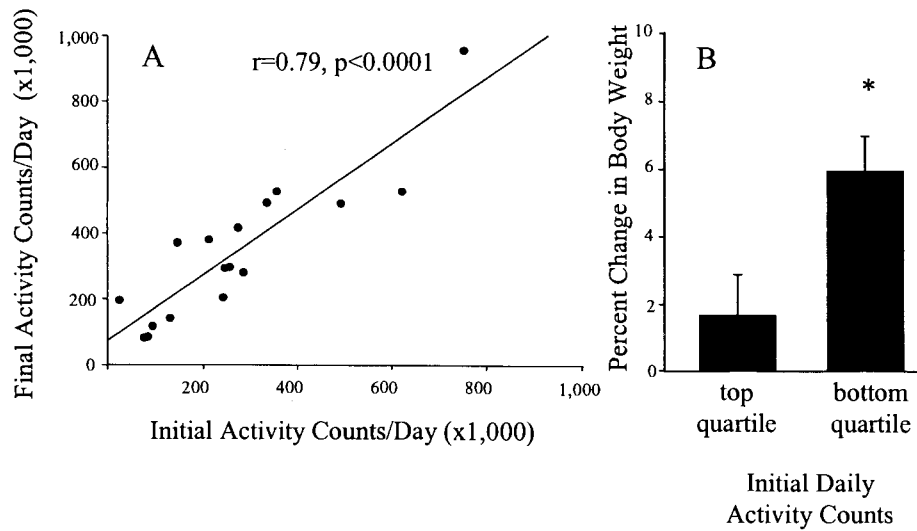 A
r=0.79, p<0.0001
Final Activity Counts/Day (x1,000)
1,000
800
600
400
200
0
200 400 600 800 1,000
Initial Activity Counts/Day (x1,000)
B
*
Percent Change in Body Weight
10
8
6
4
2
0
top bottom
quartile quartile
Initial Daily
Activity Counts